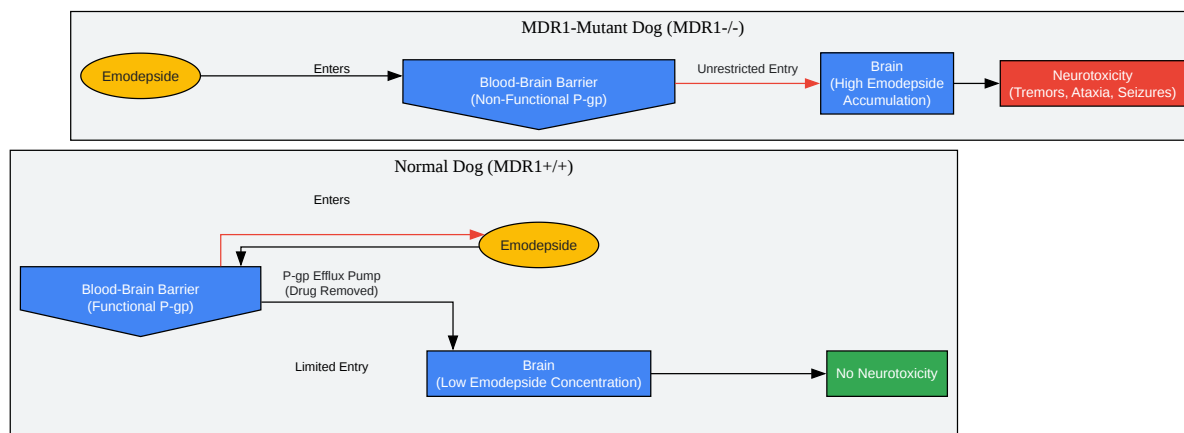 MDR1-Mutant Dog (MDR1-/-)
Emodepside
Enters
Blood-Brain Barrier
(Non-Functional P-gp)
Unrestricted Entry
Brain
(High Emodepside
Accumulation)
Neurotoxicity
(Tremors, Ataxia, Seizures)
Normal Dog (MDR1+/+)
Enters
Emodepside
Blood-Brain Barrier
(Functional P-gp)
P-gp Efflux Pump
(Drug Removed)
Limited Entry
Brain
(Low Emodepside Concentration)
No Neurotoxicity